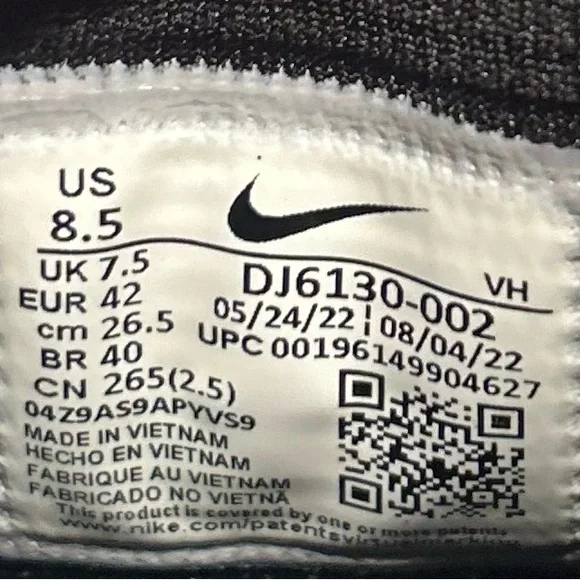 US
8.5
VH
UK 7.5
EUR 42
cm 26.5
BR 40
CN 265(2.5)
04Z9AS9APYVS9
MADE IN VIETNAM
HECHO EN VIETNAM
FABRIQUE AU VIETNAM
FABRICADO NO VIETNÃ
DJ6130-002
05/24/22 ¦ 08/04/22
UPC 00196149904627
This product is covered by one or more patents
www.nike.com/patents